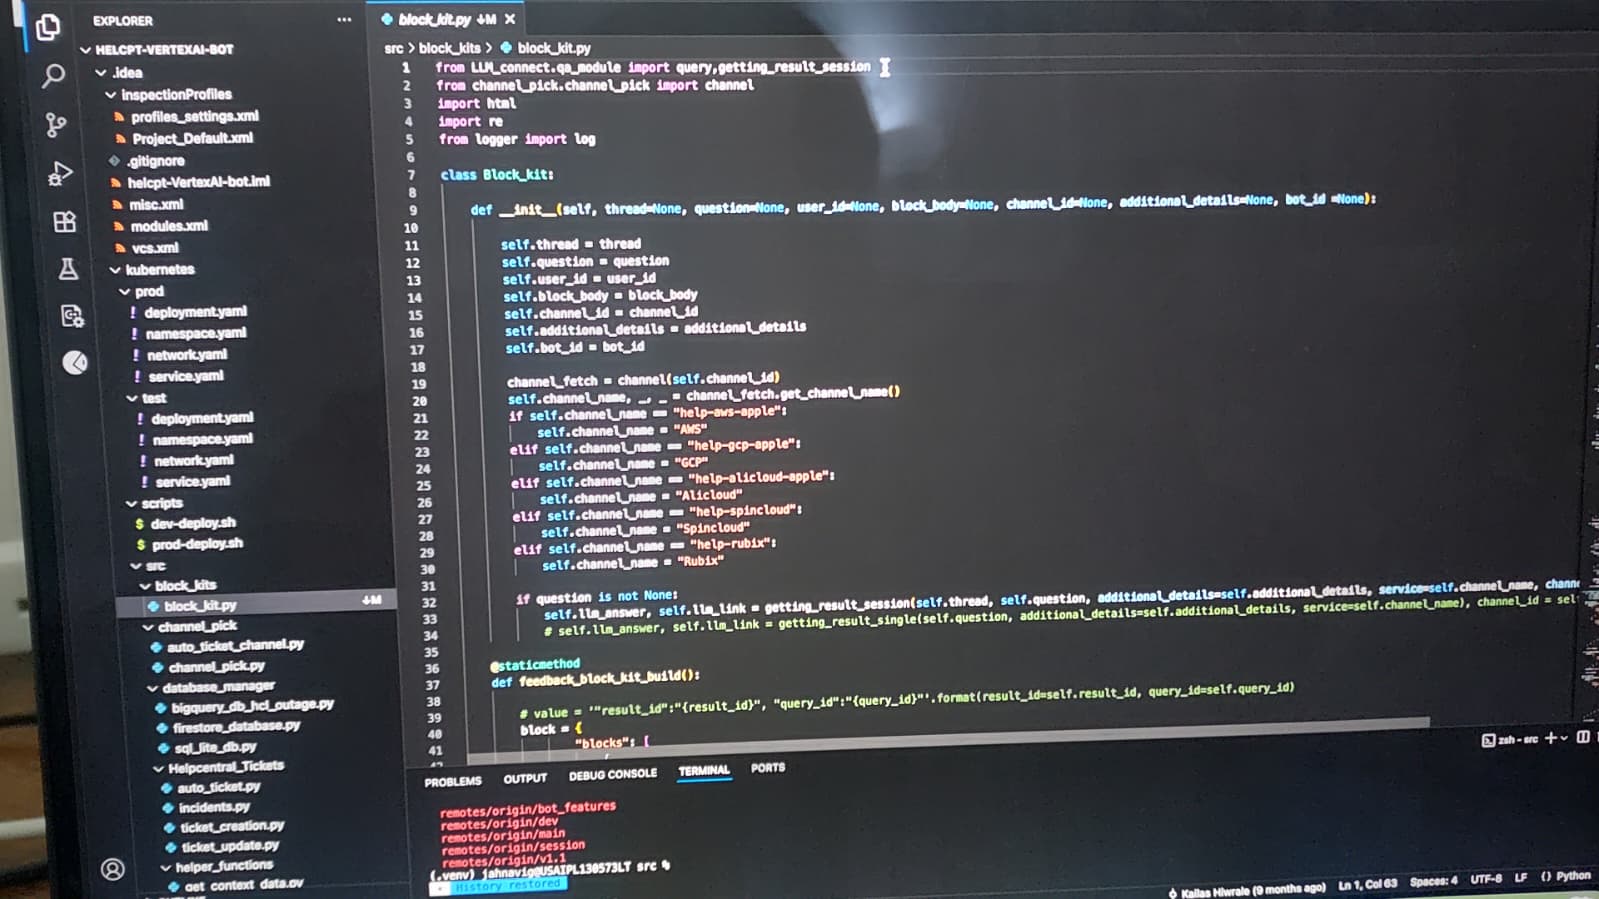 EXPLORER
HELCPT-VERTEXAI-BOT
.idea
inspectionProfiles
profiles_settings.xml
Project_Default.xml
.gitignore
helcpt-VertexAI-bot.iml
misc.xml
modules.xml
vcs.xml
kubernetes
prod
deployment.yaml
namespace.yaml
network.yaml
service.yaml
test
deployment.yaml
namespace.yaml
network.yaml
service.yaml
scripts
$ dev-deploy.sh
$ prod-deploy.sh
src
block_kits
block_kit.py ↓M
channel_pick
auto_ticket_channel.py
channel_pick.py
database_manager
bigquery_db_hcl_outage.py
firestore_database.py
sql_lite_db.py
Helpcentral_Tickets
auto_ticket.py
incidents.py
ticket_creation.py
ticket_update.py
helper_functions
get_context_data.py
block_kit.py ↓M ×
src > block_kits > block_kit.py
1 from LLM_connect.qa_module import query,getting_result_session
2 from channel_pick.channel_pick import channel
3 import html
4 import re
5 from logger import log
6
7 class Block_kit:
8
9 def __init__(self, thread=None, question=None, user_id=None, block_body=None, channel_id=None, additional_details=None, bot_id =None):
10
11 self.thread = thread
12 self.question = question
13 self.user_id = user_id
14 self.block_body = block_body
15 self.channel_id = channel_id
16 self.additional_details = additional_details
17 self.bot_id = bot_id
18
19 channel_fetch = channel(self.channel_id)
20 self.channel_name, _, _ = channel_fetch.get_channel_name()
21 if self.channel_name == "help-aws-apple":
22 self.channel_name = "AWS"
23 elif self.channel_name == "help-gcp-apple":
24 self.channel_name = "GCP"
25 elif self.channel_name == "help-alicloud-apple":
26 self.channel_name = "Alicloud"
27 elif self.channel_name == "help-spincloud":
28 self.channel_name = "Spincloud"
29 elif self.channel_name == "help-rubix":
30 self.channel_name = "Rubix"
31
32 if question is not None:
33 self.llm_answer, self.llm_link = getting_result_session(self.thread, self.question, additional_details=self.additional_details, service=self.channel_name, chann
34 # self.llm_answer, self.llm_link = getting_result_single(self.question, additional_details=self.additional_details, service=self.channel_name), channel_id = sel
35
36 @staticmethod
37 def feedback_block_kit_build():
38
39 # value = '"result_id":"{result_id}", "query_id":"{query_id}"'.format(result_id=self.result_id, query_id=self.query_id)
40 block = {
41 "blocks": [
42 {
PROBLEMS OUTPUT DEBUG CONSOLE TERMINAL PORTS
zsh - src
remotes/origin/bot_features
remotes/origin/dev
remotes/origin/main
remotes/origin/session
remotes/origin/v1.1
(.venv) jahnavig@USAIPL130573LT src %
* History restored
Kailas Hiwrale (9 months ago) Ln 1, Col 63 Spaces: 4 UTF-8 LF {} Python